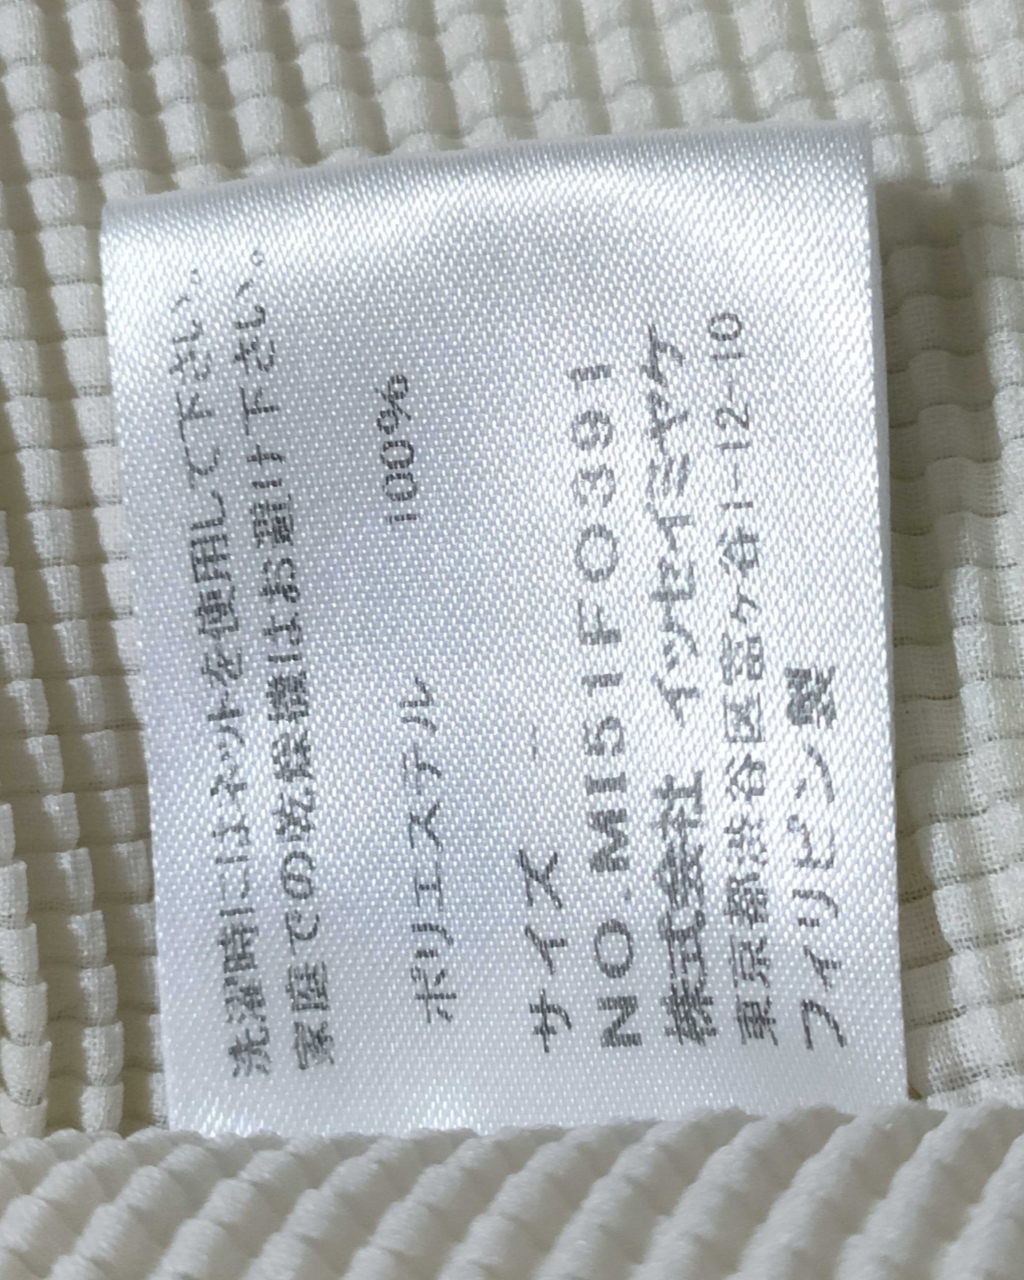 洗濯時にはネットを使用して下さい。
家庭での乾燥機はお避け下さい。
ポリエステル 100%
サイズ
NO.MI51FO391
株式会社 イッセイミヤケ
東京都渋谷区富ヶ谷1-12-10
フィリピン製